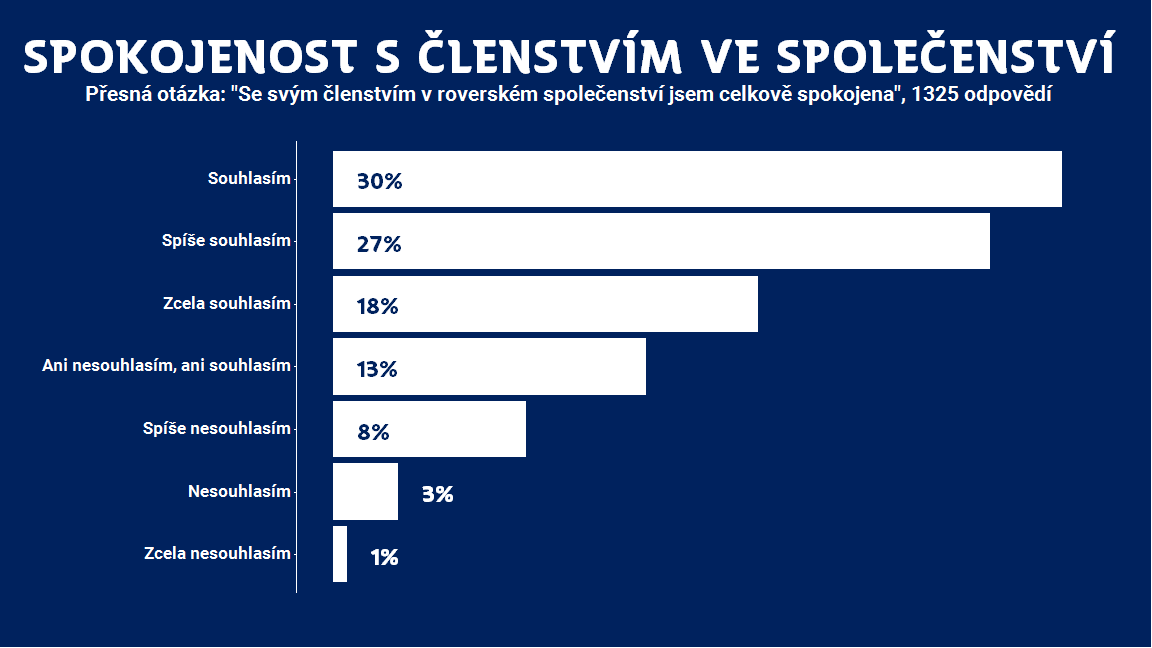 SPOKOJENOST S ČLENSTVÍM VE SPOLEČENSTVÍ
Přesná otázka: "Se svým členstvím v roverském společenství jsem celkově spokojena", 1325 odpovědí
Souhlasím 30%
Spíše souhlasím 27%
Zcela souhlasím 18%
Ani nesouhlasím, ani souhlasím 13%
Spíše nesouhlasím 8%
Nesouhlasím 3%
Zcela nesouhlasím 1%